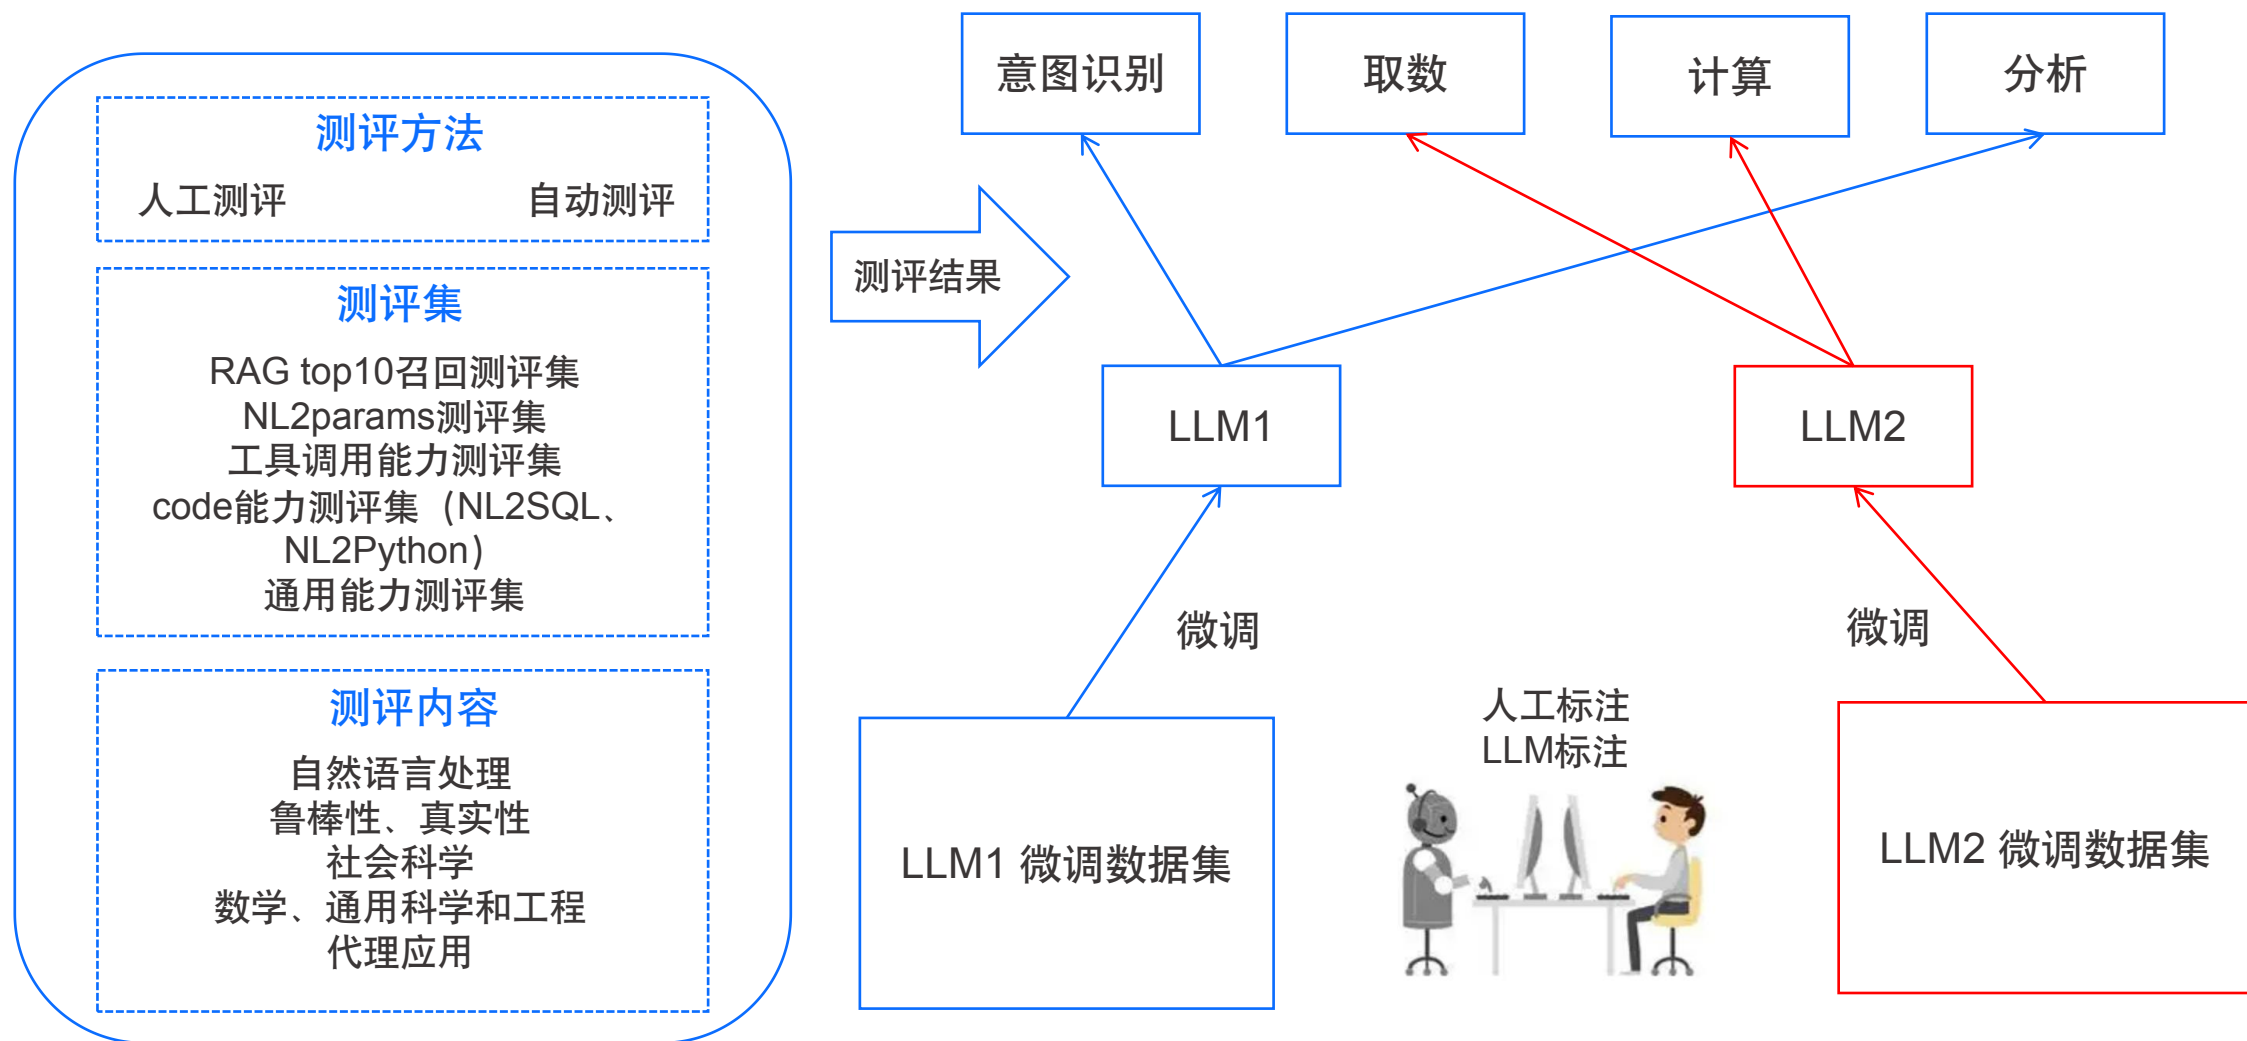 测评方法
人工测评 自动测评
测评集
RAG top10召回测评集
NL2params测评集
工具调用能力测评集
code能力测评集（NL2SQL、
NL2Python）
通用能力测评集
测评内容
自然语言处理
鲁棒性、真实性
社会科学
数学、通用科学和工程
代理应用
测评结果
意图识别
取数
计算
分析
LLM1
LLM2
微调
微调
人工标注
LLM标注
LLM1 微调数据集
LLM2 微调数据集